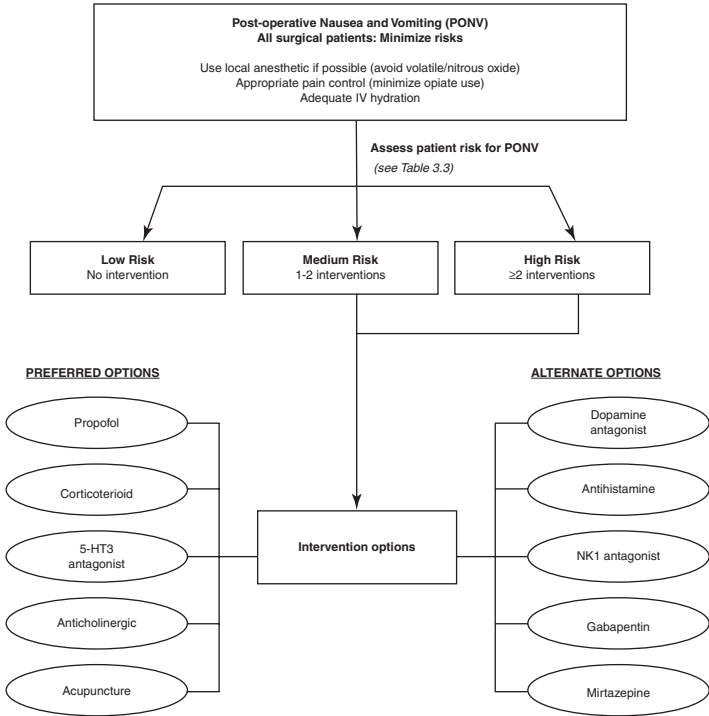 Post-operative Nausea and Vomiting (PONV)
All surgical patients: Minimize risks
Use local anesthetic if possible (avoid volatile/nitrous oxide)
Appropriate pain control (minimize opiate use)
Adequate IV hydration
Assess patient risk for PONV
(see Table 3.3)
Low Risk
No intervention
Medium Risk
1-2 interventions
High Risk
≥2 interventions
PREFERRED OPTIONS
Propofol
Corticoterioid
5-HT3
antagonist
Anticholinergic
Acupuncture
Intervention options
ALTERNATE OPTIONS
Dopamine
antagonist
Antihistamine
NK1 antagonist
Gabapentin
Mirtazepine